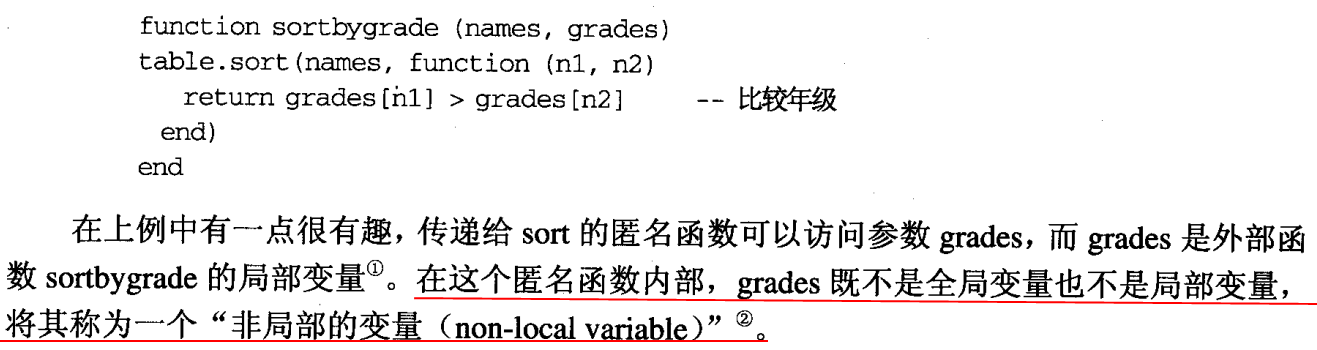 function sortbygrade (names, grades)
table.sort(names, function (n1, n2)
return grades[n1] > grades[n2] -- 比较年级
end)
end
在上例中有一点很有趣，传递给 sort 的匿名函数可以访问参数 grades，而 grades 是外部函
数 sortbygrade 的局部变量①。在这个匿名函数内部，grades 既不是全局变量也不是局部变量，
将其称为一个“非局部的变量（non-local variable）”②。